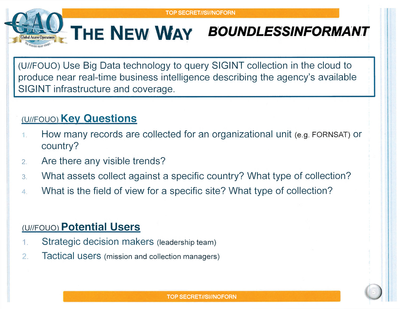 TOP SECRET//SI//NOFORN
GAO
THE NEW WAY BOUNDLESSINFORMANT
(U//FOUO) Use Big Data technology to query SIGINT collection in the cloud to
produce near real-time business intelligence describing the agency's available
SIGINT infrastructure and coverage.
(U//FOUO) Key Questions
1. How many records are collected for an organizational unit (e.g. FORNSAT) or
country?
2. Are there any visible trends?
3. What assets collect against a specific country? What type of collection?
4. What is the field of view for a specific site? What type of collection?
(U//FOUO) Potential Users
1. Strategic decision makers (leadership team)
2. Tactical users (mission and collection managers)
TOP SECRET//SI//NOFORN